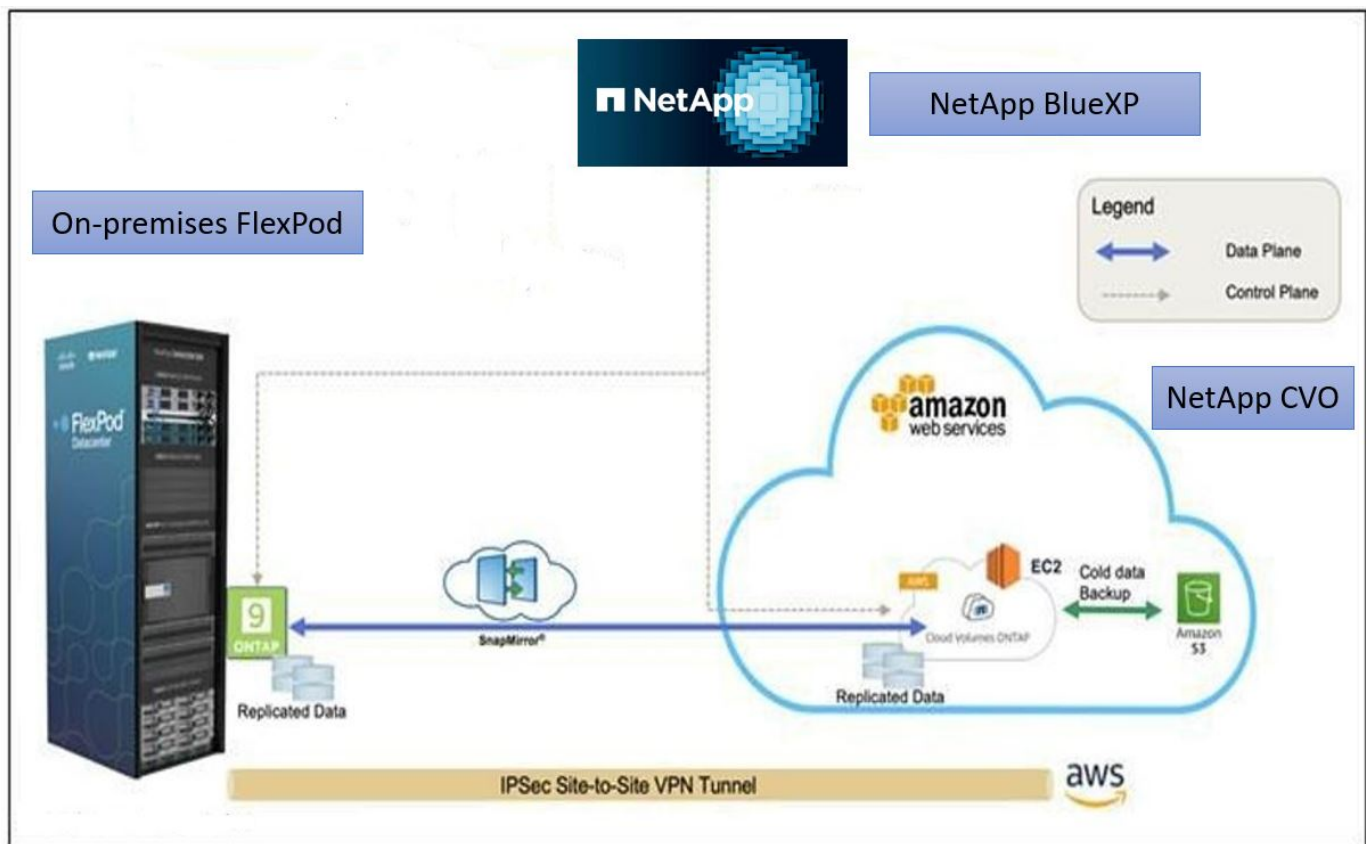 NetApp
NetApp BlueXP
On-premises FlexPod
Legend
Data Plane
Control Plane
NetApp CVO
amazon
web services
FlexPod
Datacenter
AWS
EC2
Cold data
Backup
Cloud Volumes ONTAP
Amazon
S3
9
ONTAP
SnapMirror®
Replicated Data
Replicated Data
IPSec Site-to-Site VPN Tunnel
aws